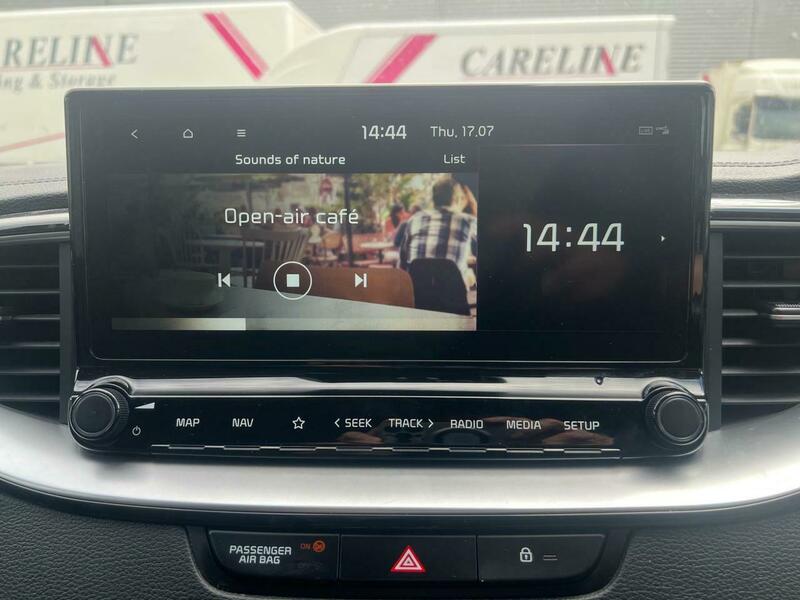 CARELINE
ing & Storage
CARELINE
14:44 Thu, 17.07
Sounds of nature List
Open-air café
14:44
MAP NAV SEEK TRACK RADIO MEDIA SETUP
PASSENGER
AIR BAG
ON